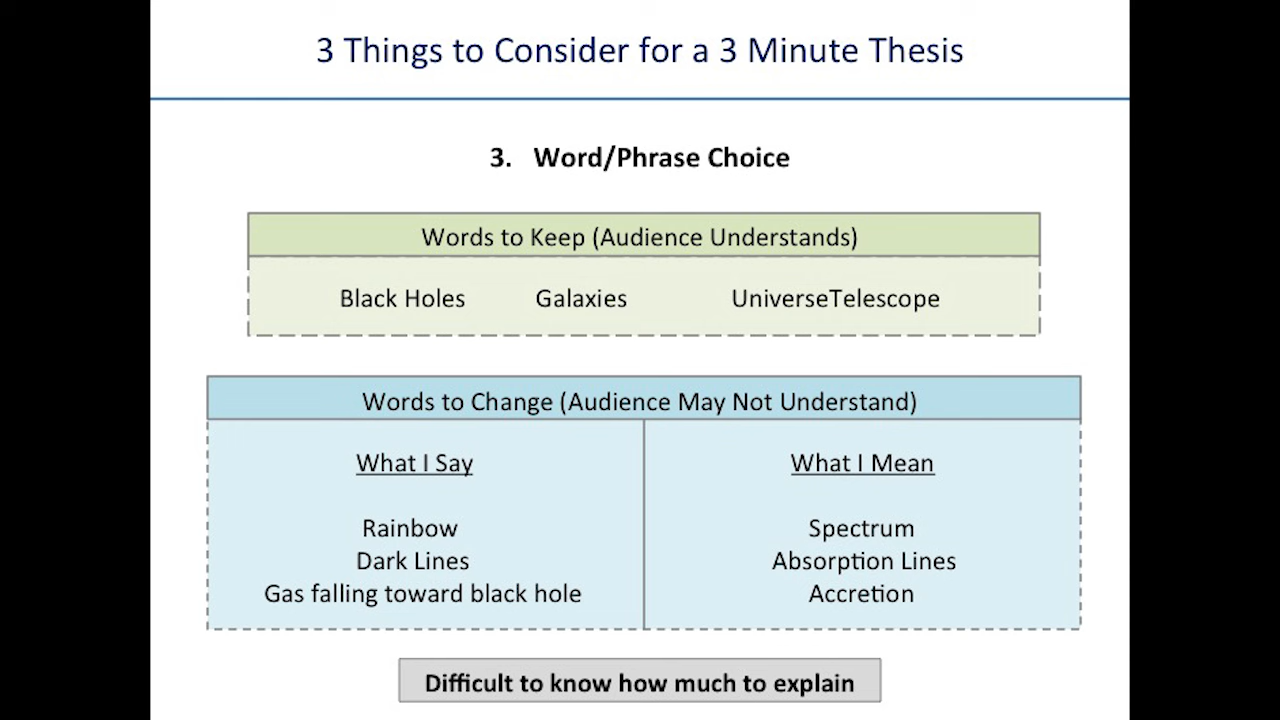 3 Things to Consider for a 3 Minute Thesis
3. Word/Phrase Choice
Words to Keep (Audience Understands)
Black Holes Galaxies UniverseTelescope
Words to Change (Audience May Not Understand)
What I Say What I Mean
Rainbow Spectrum
Dark Lines Absorption Lines
Gas falling toward black hole Accretion
Difficult to know how much to explain